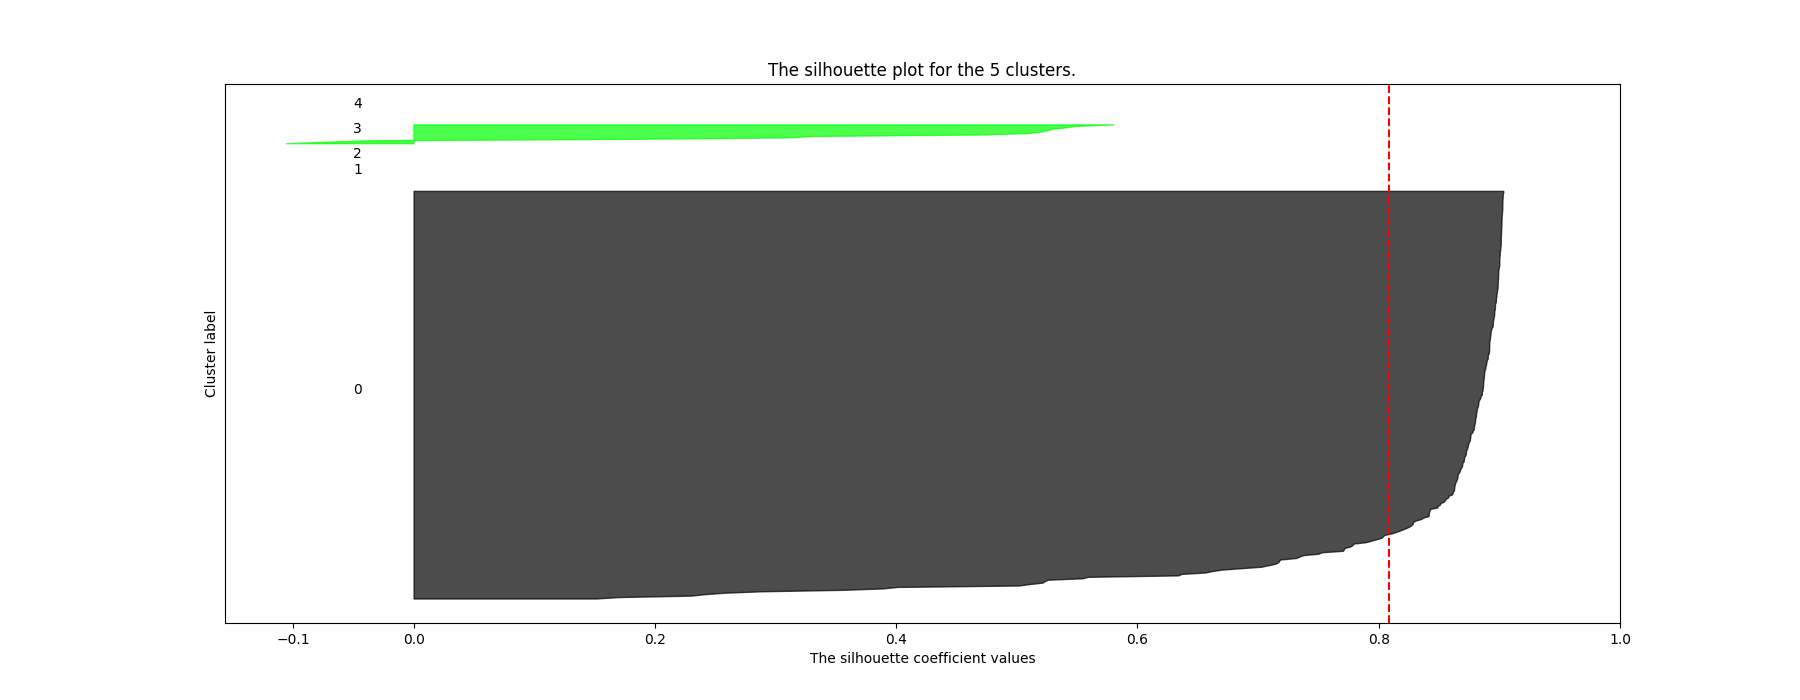 The silhouette plot for the 5 clusters.
4
3
2
1
0
Cluster label
−0.1 0.0 0.2 0.4 0.6 0.8 1.0
The silhouette coefficient values